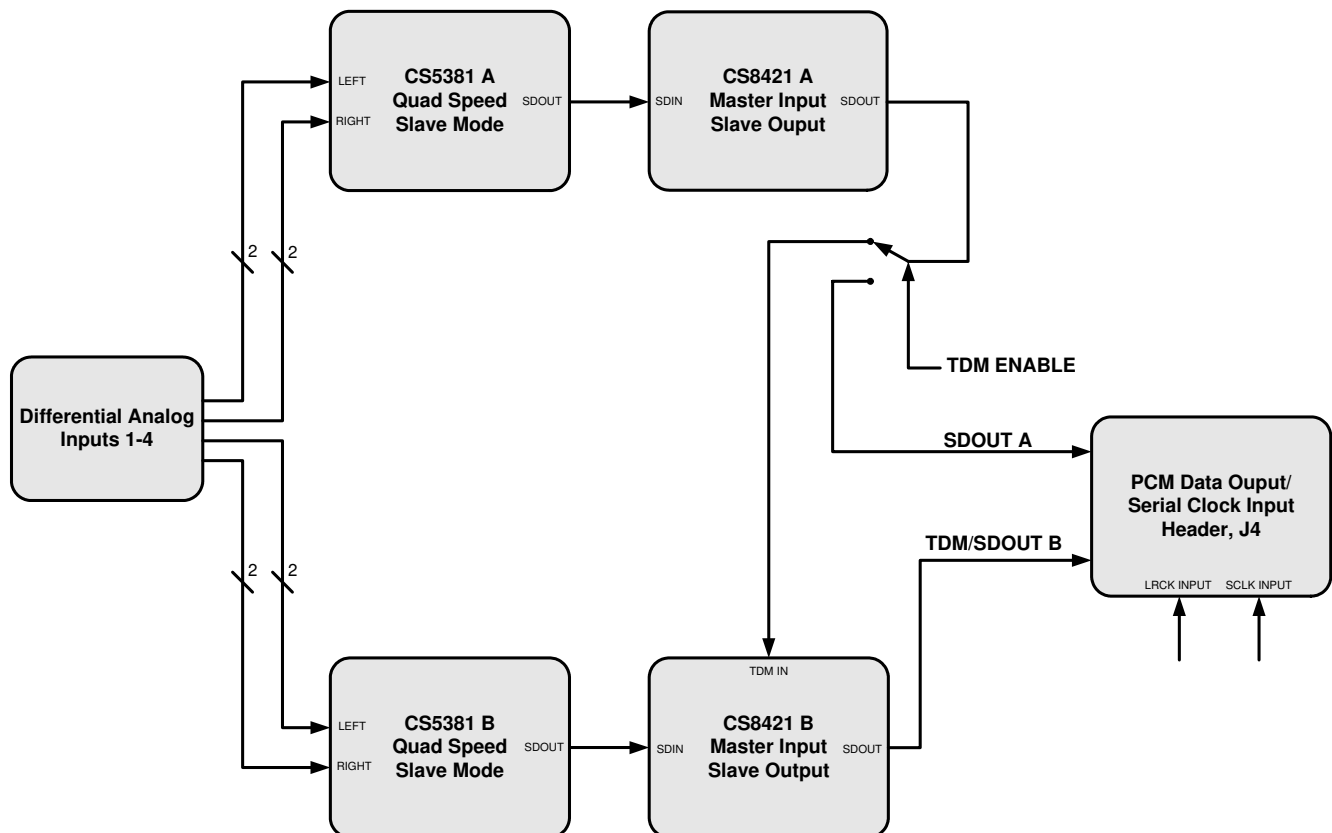 CS5381 A
Quad Speed
Slave Mode
LEFT
RIGHT
SDOUT
CS8421 A
Master Input
Slave Ouput
SDIN
SDOUT
2
2
TDM ENABLE
Differential Analog
Inputs 1-4
SDOUT A
PCM Data Ouput/
Serial Clock Input
Header, J4
TDM/SDOUT B
LRCK INPUT
SCLK INPUT
2
2
CS5381 B
Quad Speed
Slave Mode
LEFT
RIGHT
SDOUT
TDM IN
CS8421 B
Master Input
Slave Output
SDIN
SDOUT